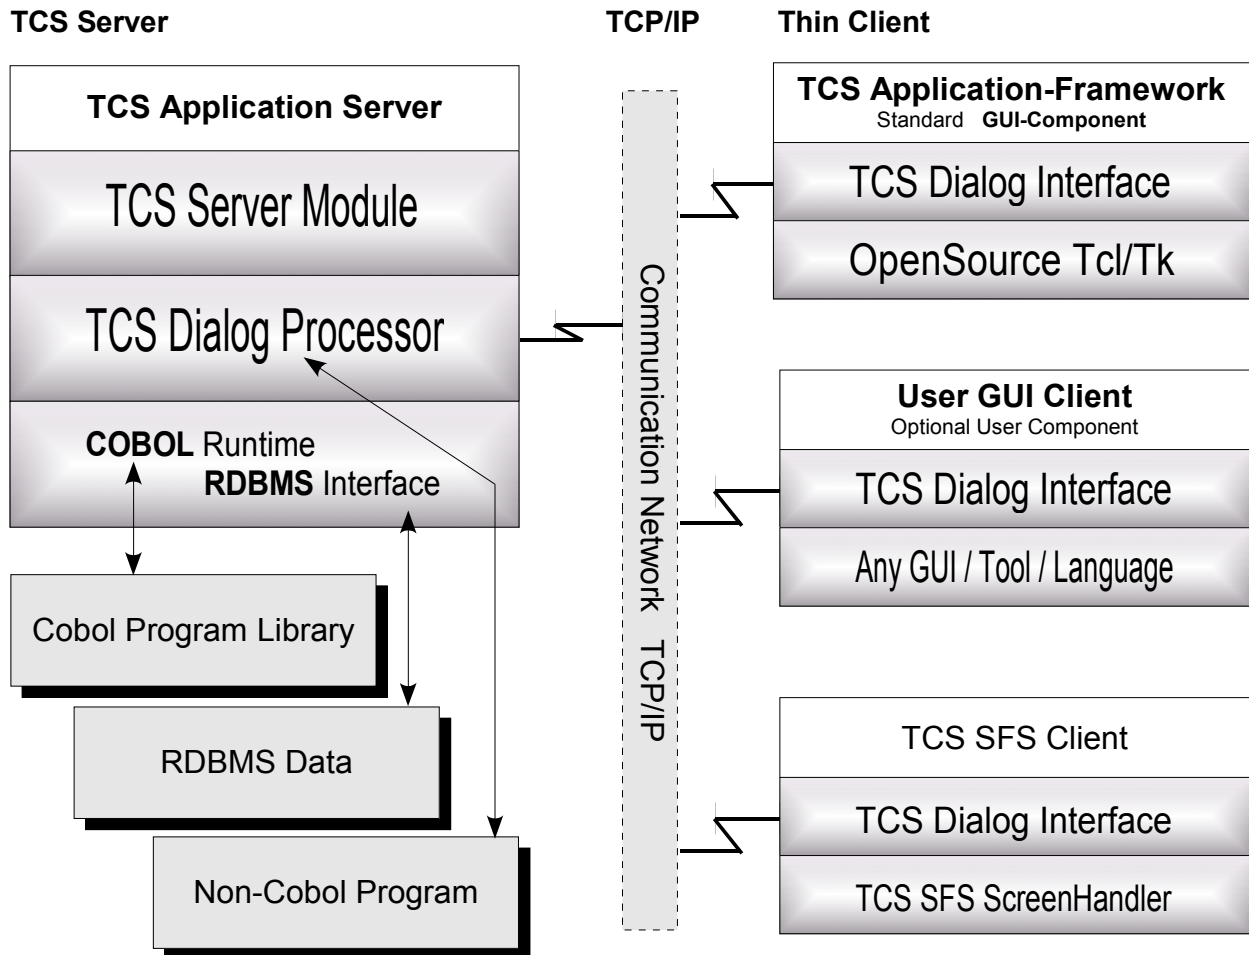 TCS Server
TCP/IP
Thin Client
TCS Application Server
TCS Server Module
TCS Dialog Processor
COBOL Runtime
RDBMS Interface
Cobol Program Library
RDBMS Data
Non-Cobol Program
Communication Network TCP/IP
TCS Application-Framework
Standard GUI-Component
TCS Dialog Interface
OpenSource Tcl/Tk
User GUI Client
Optional User Component
TCS Dialog Interface
Any GUI / Tool / Language
TCS SFS Client
TCS Dialog Interface
TCS SFS ScreenHandler